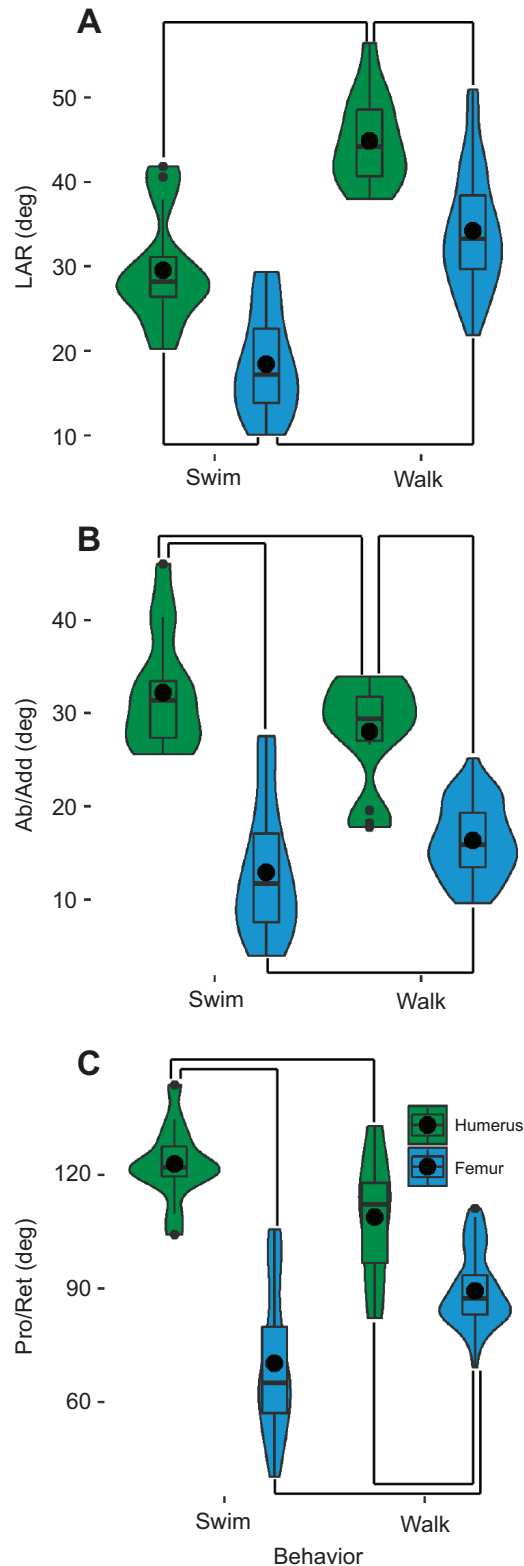 A
LAR (deg)
50
40
30
20
10
Swim
Walk
B
Ab/Add (deg)
40
30
20
10
Swim
Walk
C
Pro/Ret (deg)
120
90
60
Humerus
Femur
Swim
Walk
Behavior